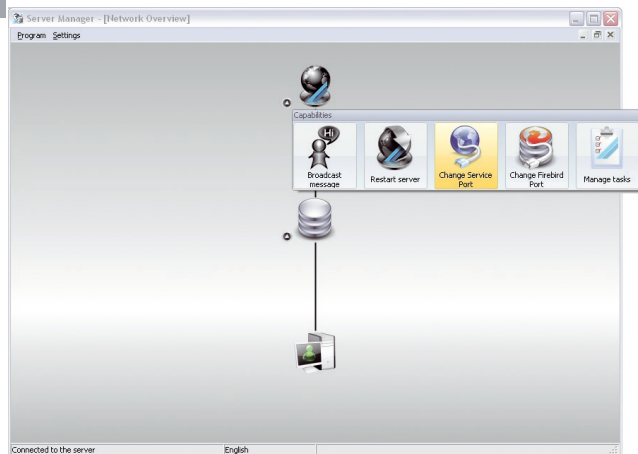 Server Manager - [Network Overview]
Program Settings
Capabilities
Hi
Broadcast message
Restart server
Change Service Port
Change Firebird Port
Manage tasks
Connected to the server
English